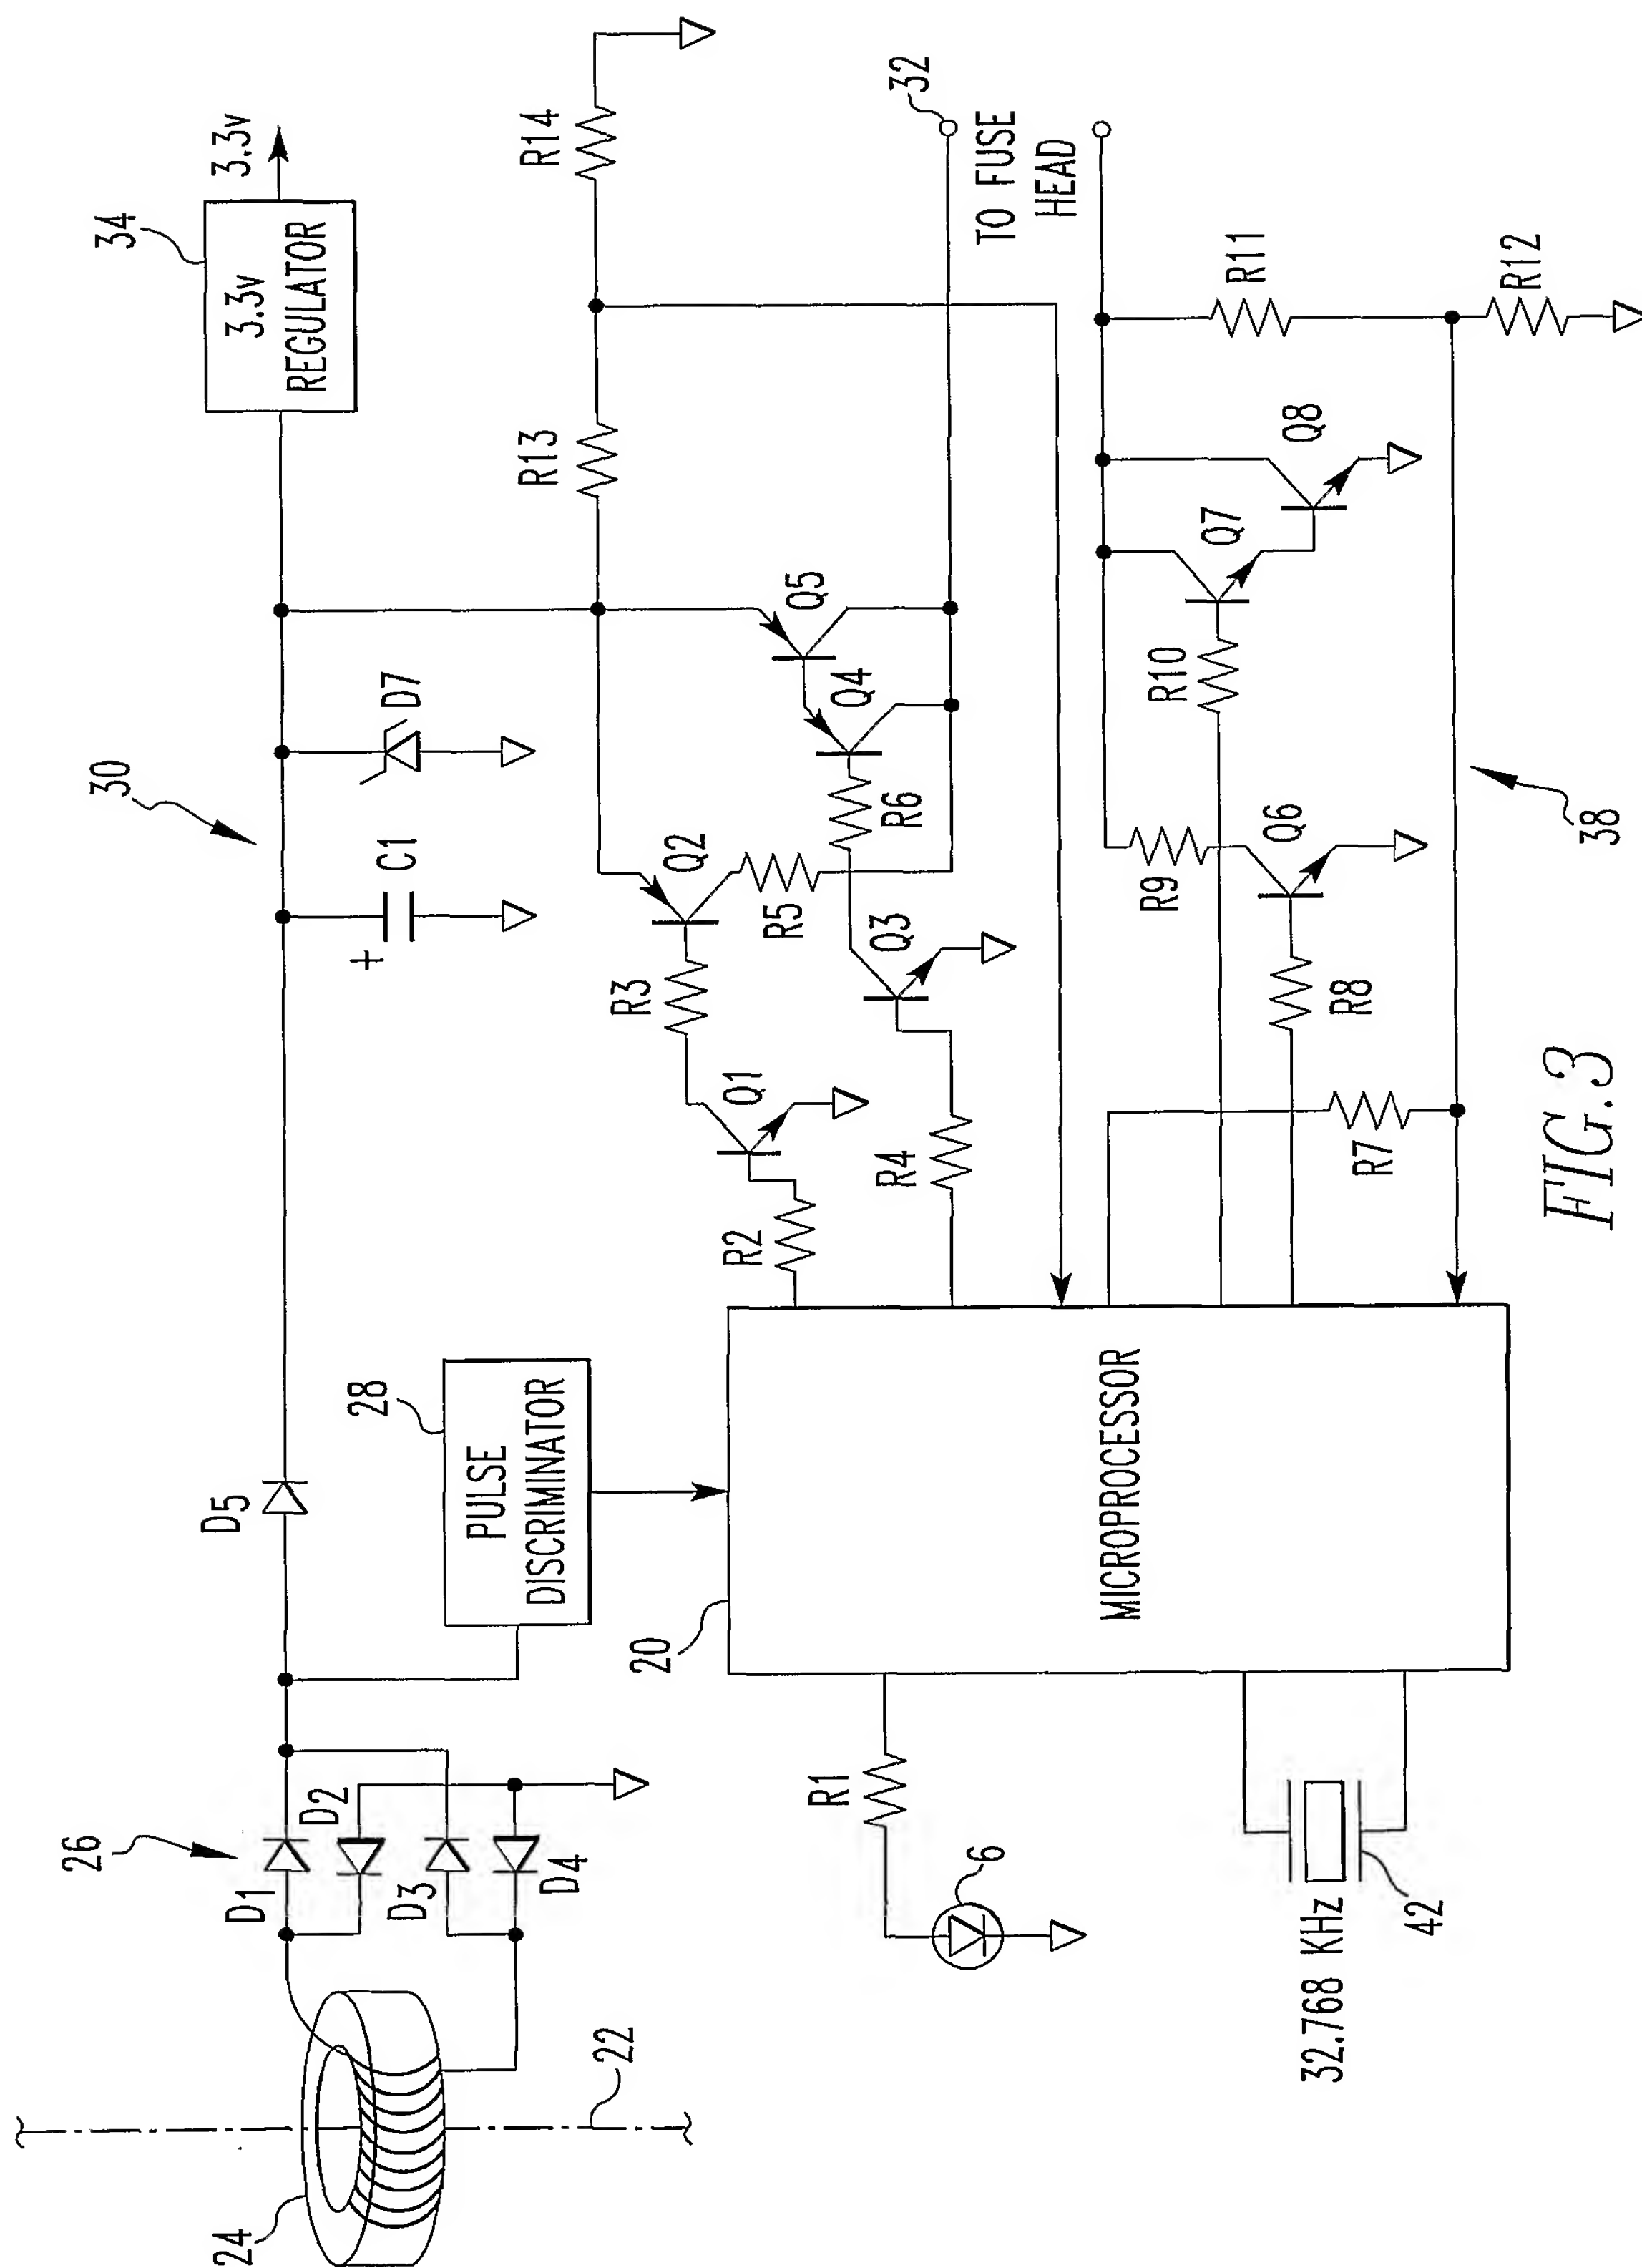 24
22
26
D1
D2
D3
D4
D5
28
PULSE
DISCRIMINATOR
30
C1
+
D7
34
3.3v
REGULATOR
3.3v
R13
R14
R2
Q1
R3
Q2
R5
R4
Q3
R6
Q4
Q5
32
TO FUSE
HEAD
20
MICROPROCESSOR
R1
6
32.768 KHz
42
R7
R8
Q6
R9
R10
Q7
Q8
R11
R12
38
FIG.3